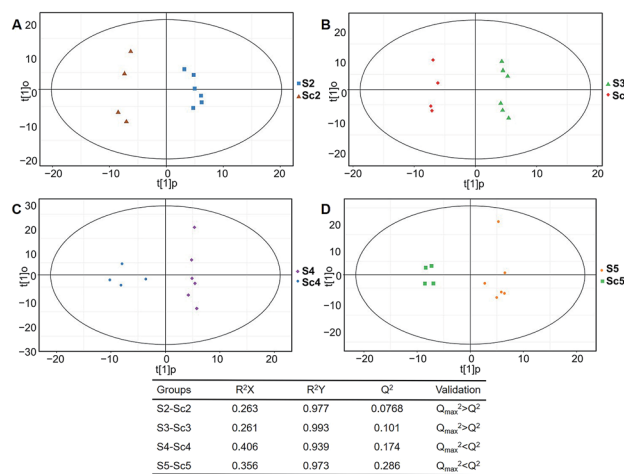 A
20
10
0
−10
−20
t[1]o
−20
−10
0
10
20
t[1]p
S2
Sc2
B
20
10
0
−10
−20
t[1]o
−20
−10
0
10
20
t[1]p
S3
Sc
C
30
20
10
0
−10
−20
−30
t[1]o
−20
−10
0
10
20
t[1]p
S4
Sc4
D
20
10
0
−10
−20
t[1]o
−20
−10
0
10
20
t[1]p
S5
Sc5
Groups R²X R²Y Q² Validation
S2-Sc2 0.263 0.977 0.0768 Qmax²>Q²
S3-Sc3 0.261 0.993 0.101 Qmax²>Q²
S4-Sc4 0.406 0.939 0.174 Qmax²<Q²
S5-Sc5 0.356 0.973 0.286 Qmax²<Q²